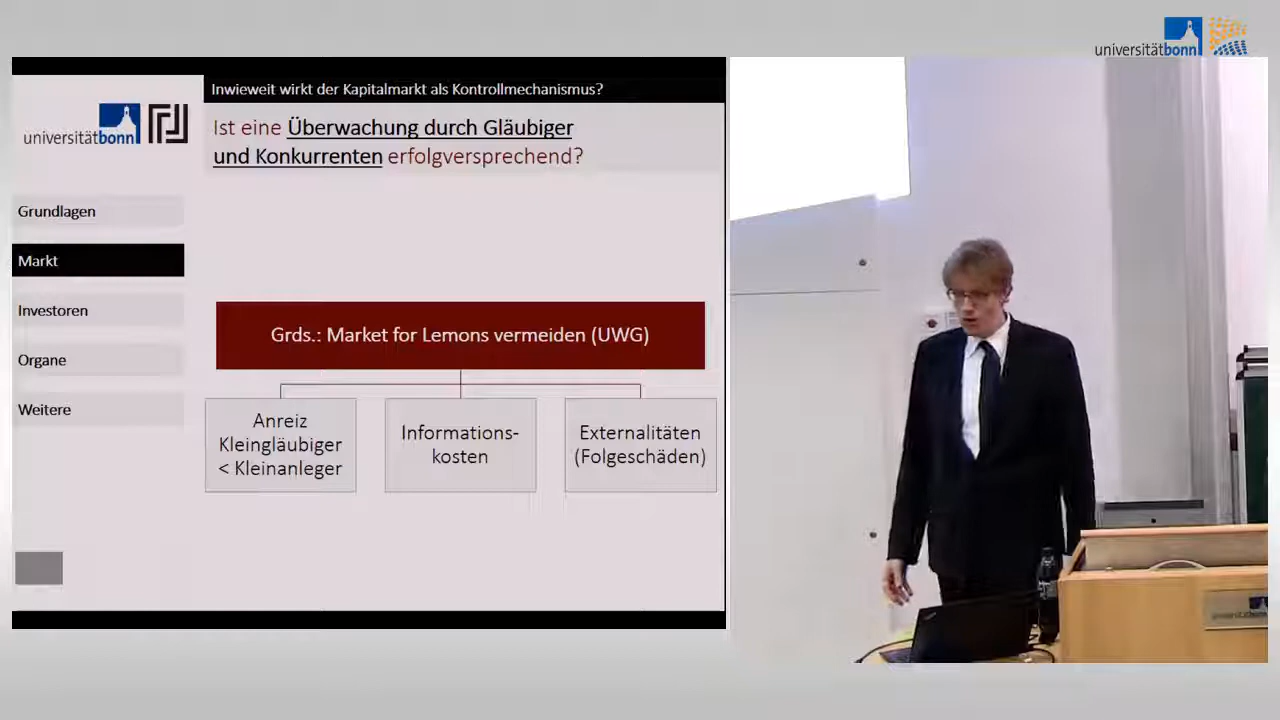 universitätbonn
Inwieweit wirkt der Kapitalmarkt als Kontrollmechanismus?
universitätbonn
Ist eine Überwachung durch Gläubiger
und Konkurrenten erfolgversprechend?
Grundlagen
Markt
Investoren
Organe
Weitere
Grds.: Market for Lemons vermeiden (UWG)
Anreiz
Kleingläubiger
< Kleinanleger
Informations-
kosten
Externalitäten
(Folgeschäden)